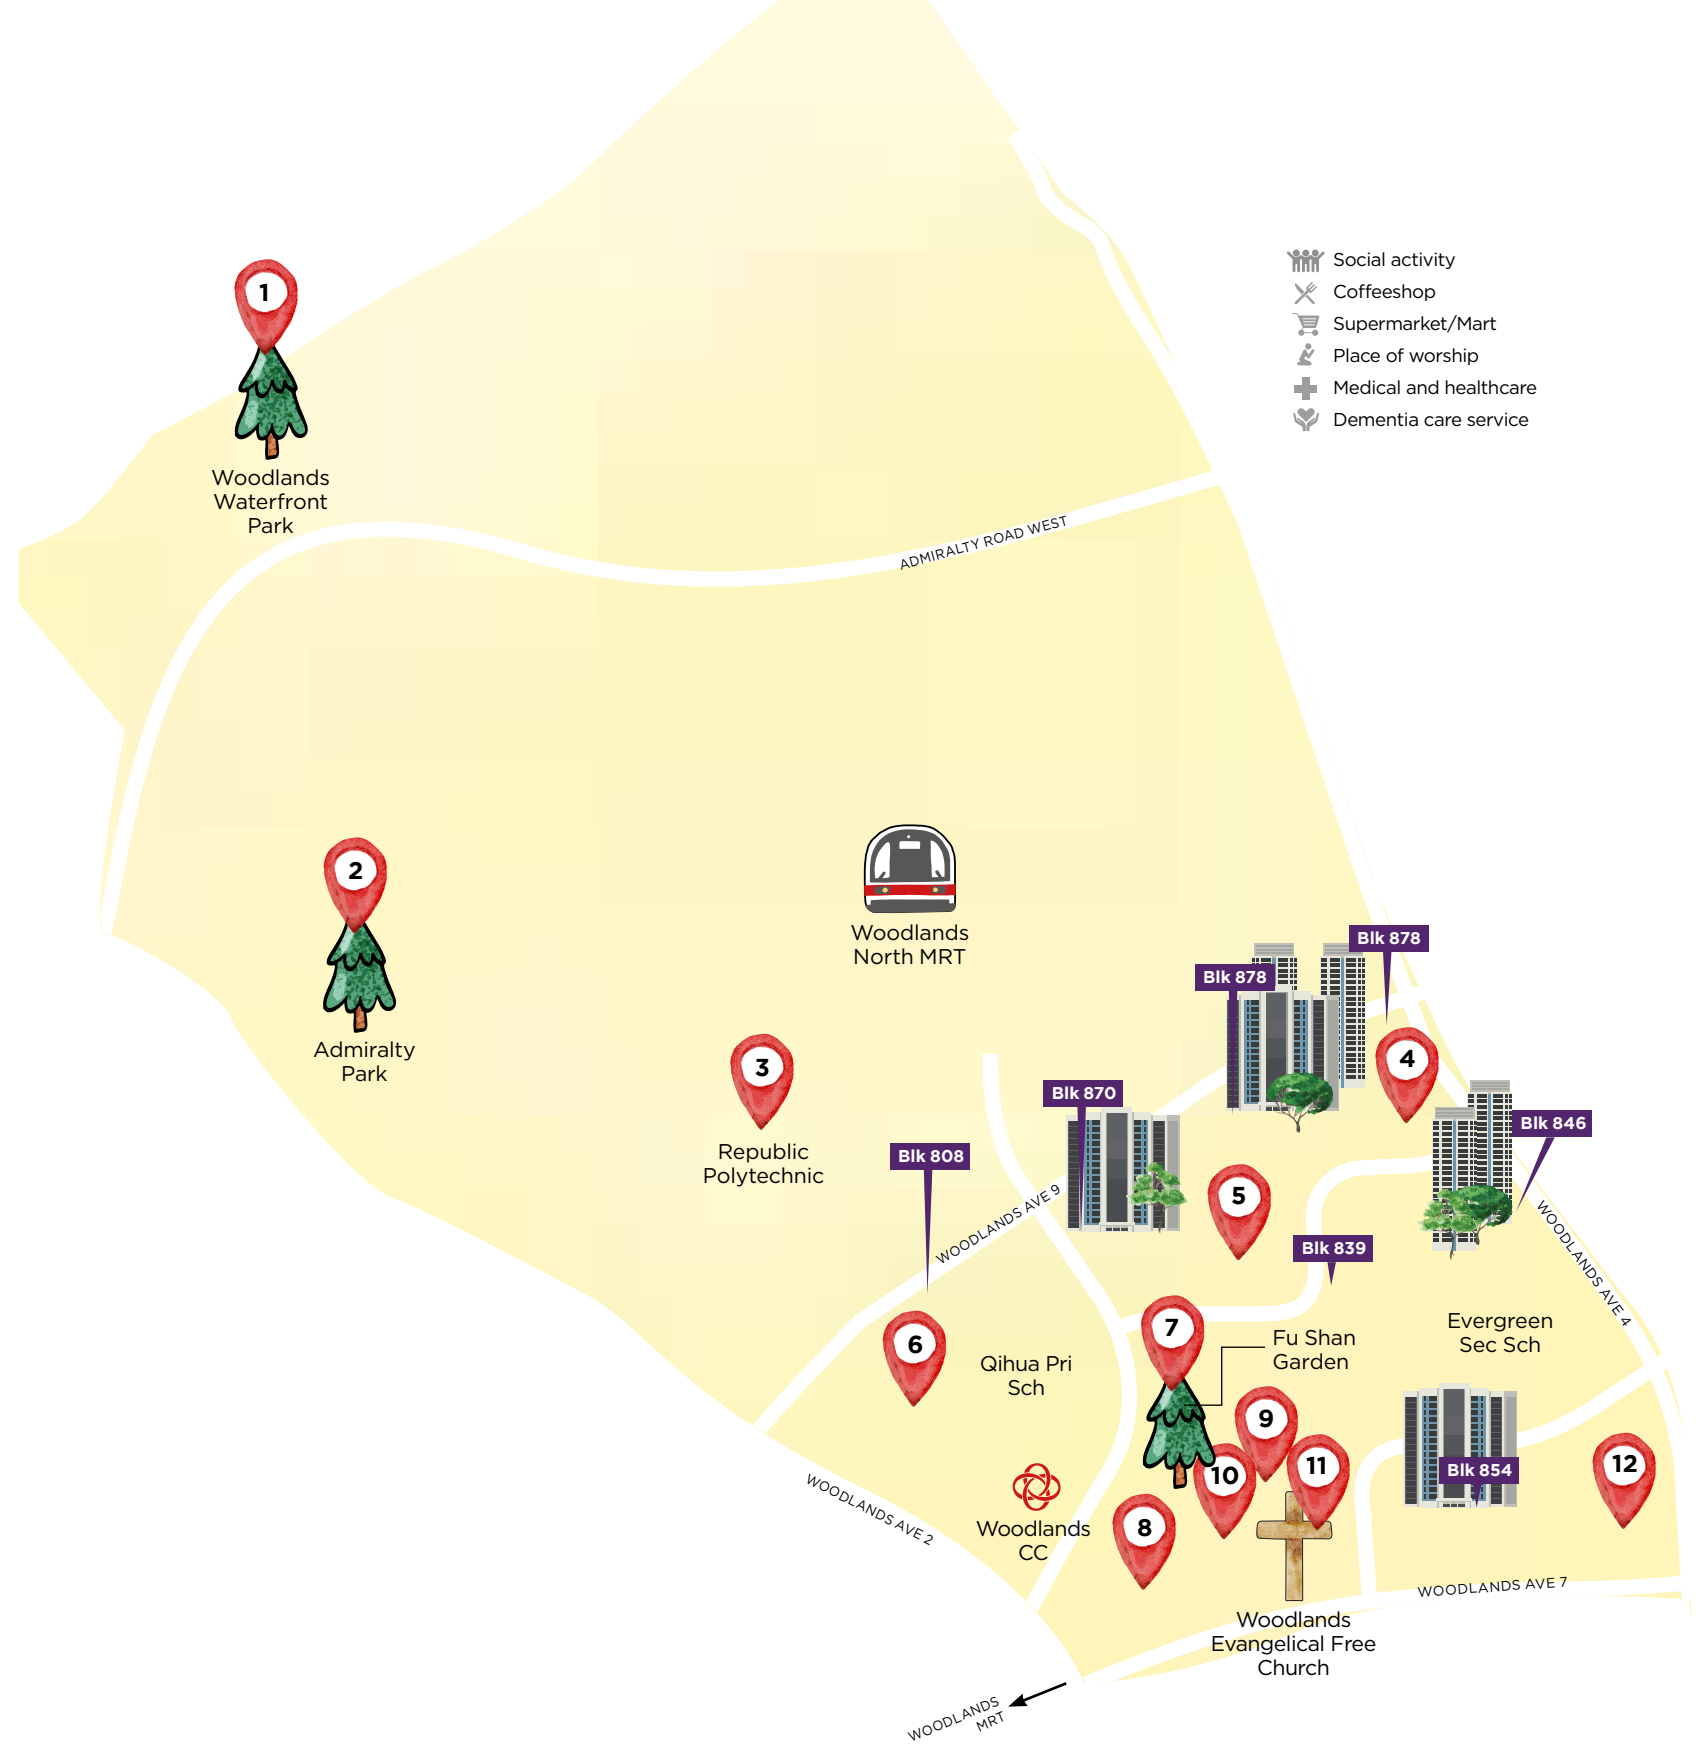 1
Social activity
Coffeeshop
Supermarket/Mart
Place of worship
Medical and healthcare
Dementia care service
Woodlands
Waterfront
Park
ADMIRALTY ROAD WEST
2
Admiralty
Park
Woodlands
North MRT
Blk 878
Blk 878
3
Republic
Polytechnic
4
Blk 870
Blk 846
Blk 808
5
WOODLANDS AVE 9
WOODLANDS AVE 4
Blk 839
6
7
Fu Shan
Garden
Evergreen
Sec Sch
Qihua Pri
Sch
9
10
11
Blk 854
12
WOODLANDS AVE 2
Woodlands
CC
8
WOODLANDS AVE 7
Woodlands
Evangelical Free
Church
WOODLANDS
MRT